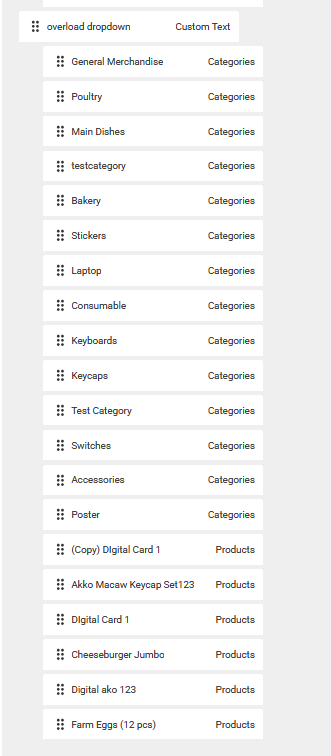 overload dropdown Custom Text
General Merchandise Categories
Poultry Categories
Main Dishes Categories
testcategory Categories
Bakery Categories
Stickers Categories
Laptop Categories
Consumable Categories
Keyboards Categories
Keycaps Categories
Test Category Categories
Switches Categories
Accessories Categories
Poster Categories
(Copy) DIgital Card 1 Products
Akko Macaw Keycap Set123 Products
DIgital Card 1 Products
Cheeseburger Jumbo Products
Digital ako 123 Products
Farm Eggs (12 pcs) Products